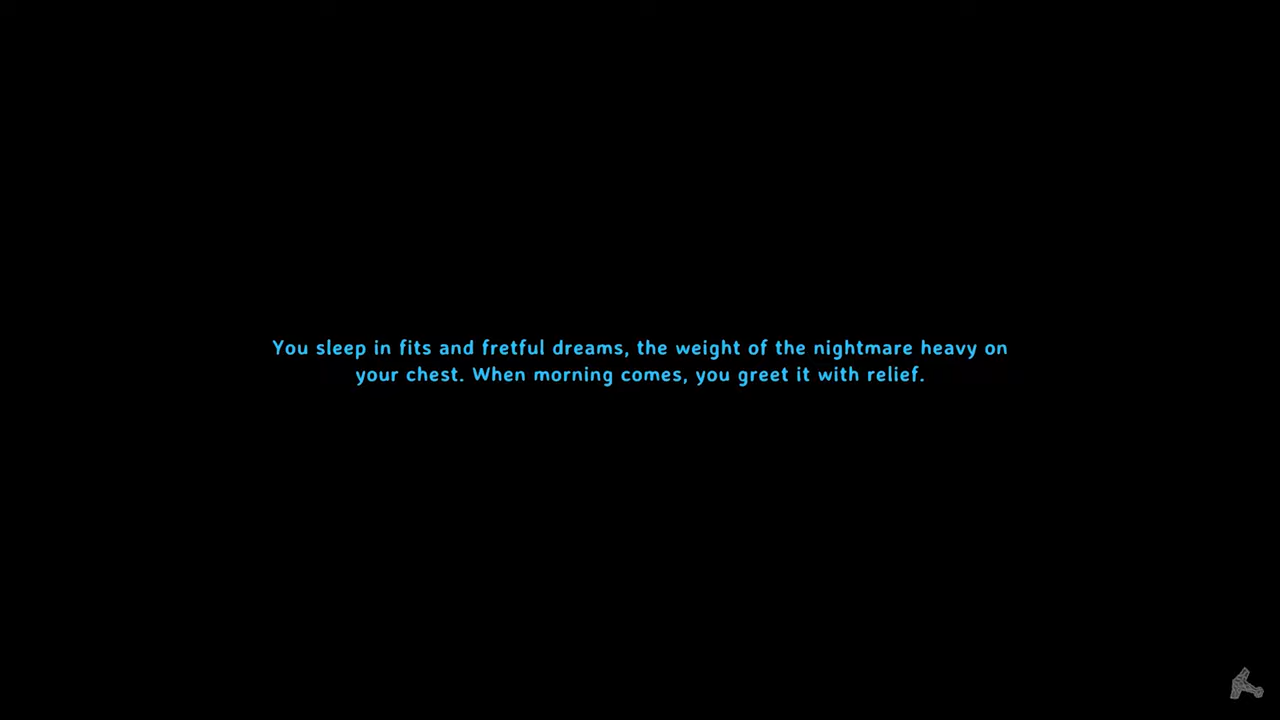 You sleep in fits and fretful dreams, the weight of the nightmare heavy on
your chest. When morning comes, you greet it with relief.